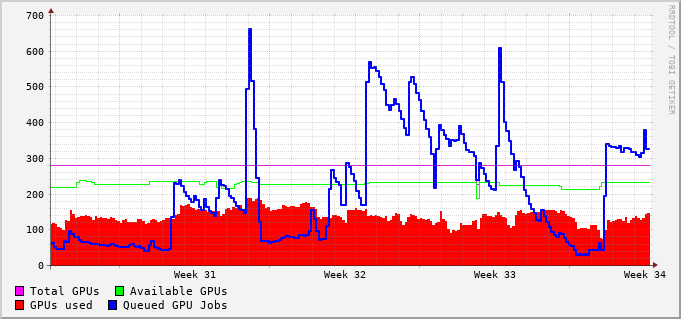 700
600
500
400
300
200
100
0
Week 31 Week 32 Week 33 Week 34
Total GPUs Available GPUs
GPUs used Queued GPU Jobs
RRDTOOL / TOBI OETIKER